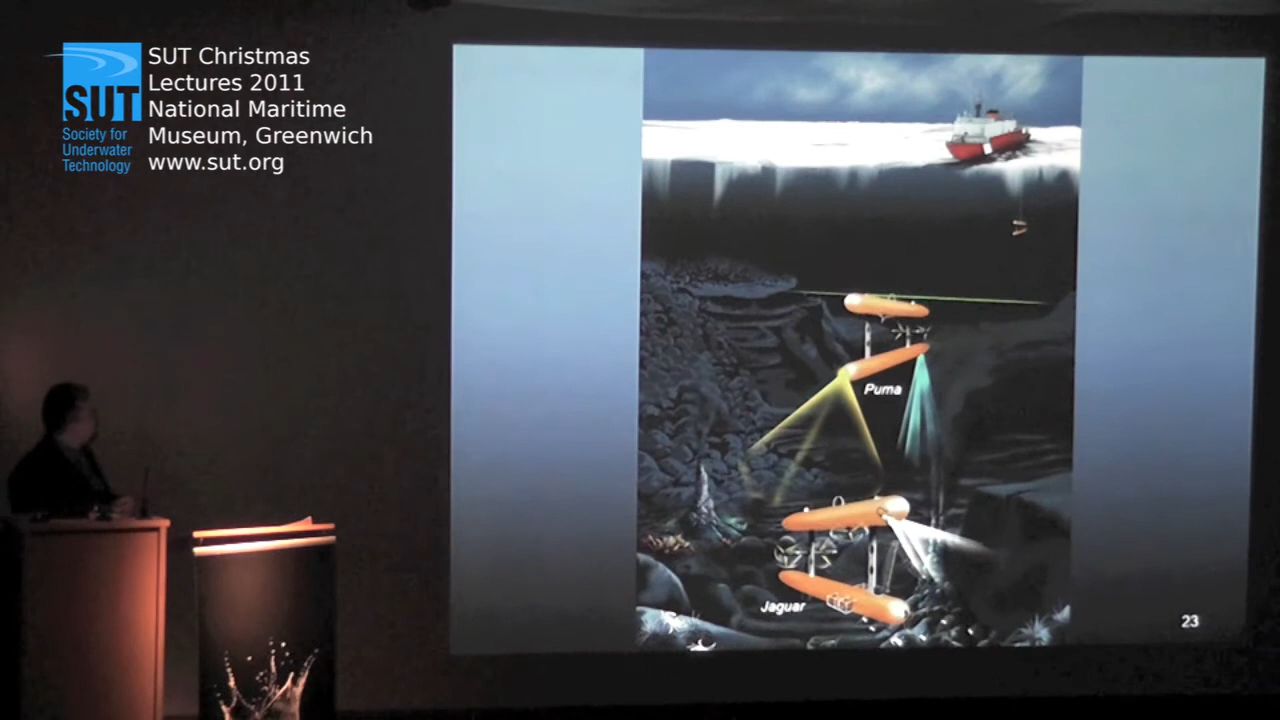 SUT Christmas
Lectures 2011
National Maritime
Museum, Greenwich
www.sut.org
SUT
Society for
Underwater
Technology
Puma
Jaguar
23